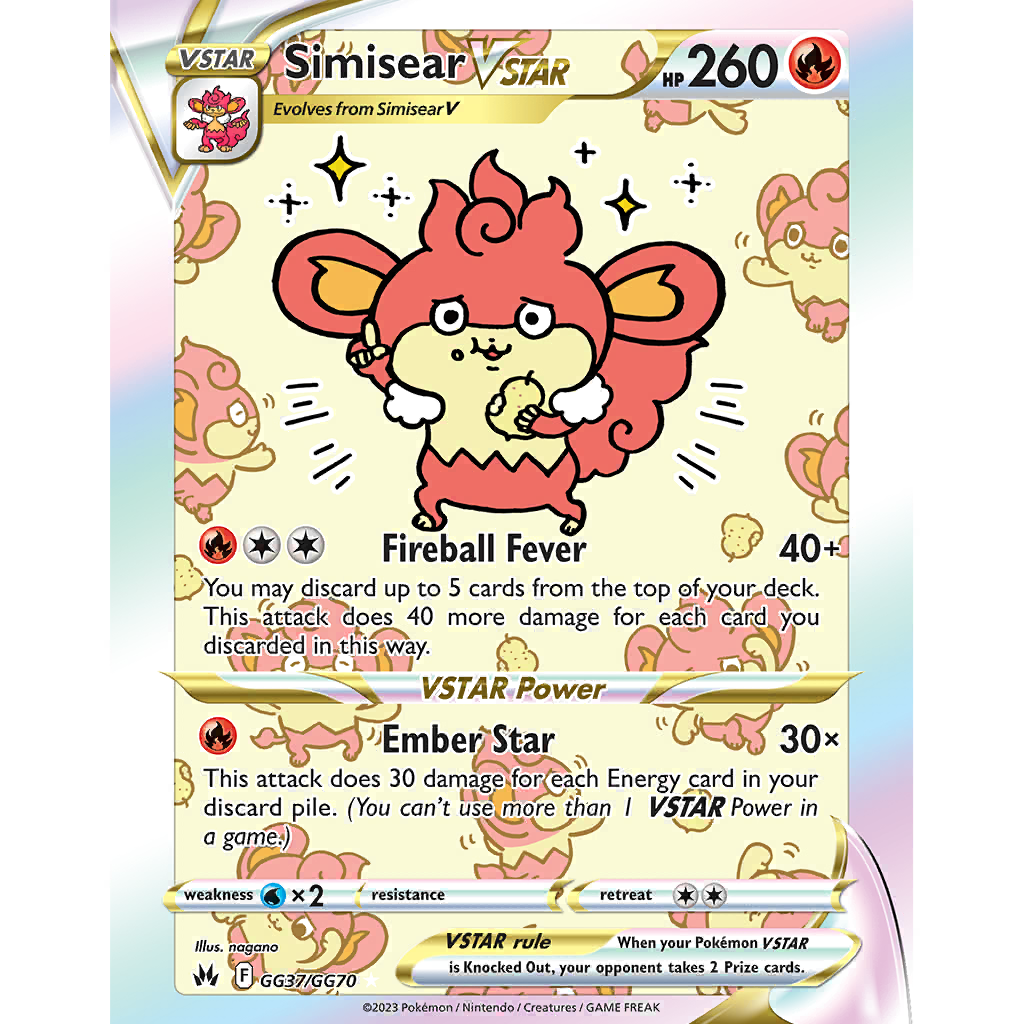 VSTAR
Simisear VSTAR
HP 260
Evolves from Simisear V
Fireball Fever 40+
You may discard up to 5 cards from the top of your deck.
This attack does 40 more damage for each card you
discarded in this way.
VSTAR Power
Ember Star 30×
This attack does 30 damage for each Energy card in your
discard pile. (You can't use more than 1 VSTAR Power in
a game.)
weakness ×2 resistance retreat
Illus. nagano
VSTAR rule When your Pokémon VSTAR
is Knocked Out, your opponent takes 2 Prize cards.
F GG37/GG70
©2023 Pokémon / Nintendo / Creatures / GAME FREAK